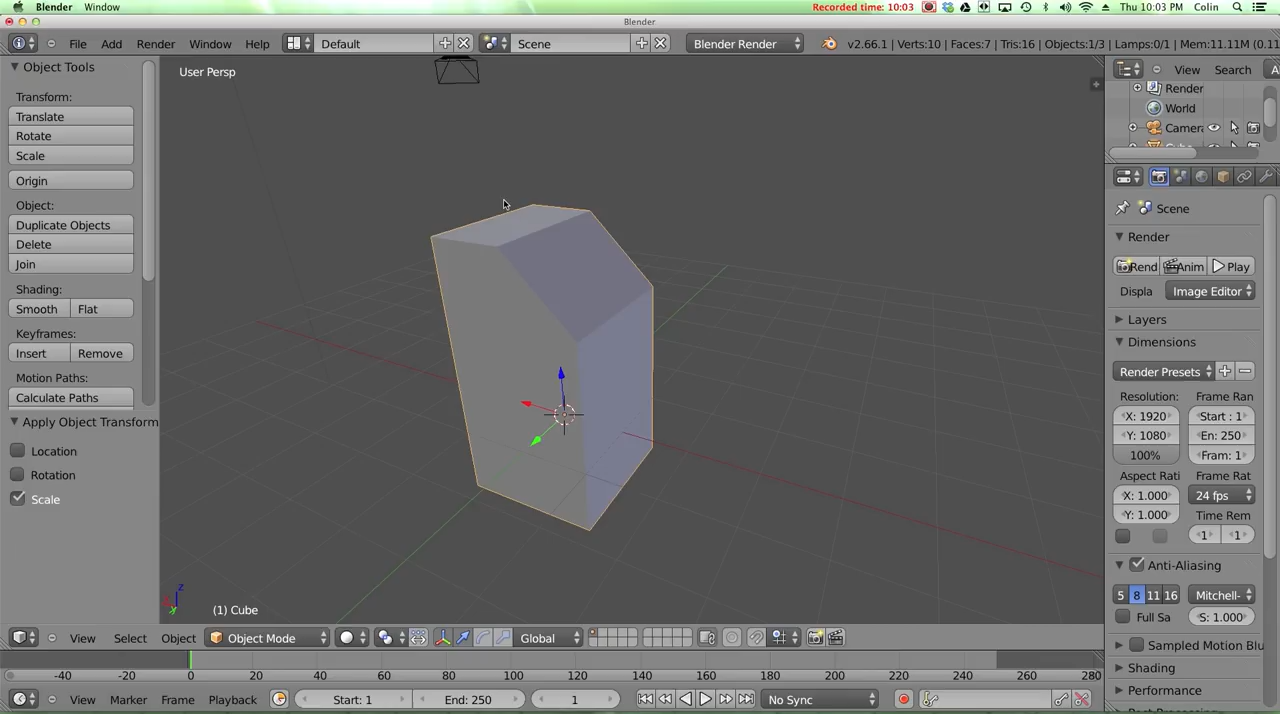 Blender Window Recorded time: 10:03 Thu 10:03 PM Colin
Blender
File Add Render Window Help Default Scene Blender Render v2.66.1 | Verts:10 | Faces:7 | Tris:16 | Objects:1/3 | Lamps:0/1 | Mem:11.11M (0.11
Object Tools
Transform:
Translate
Rotate
Scale
Origin
Object:
Duplicate Objects
Delete
Join
Shading:
Smooth Flat
Keyframes:
Insert Remove
Motion Paths:
Calculate Paths
Apply Object Transform
Location
Rotation
Scale
User Persp
z
y
(1) Cube
View Select Object Object Mode Global
-40 -20 0 20 40 60 80 100 120 140 160 180 200 220 240 260 280
View Marker Frame Playback Start: 1 End: 250 1 No Sync
View Search A
Render
World
Camera
Scene
Render
Rend Anim Play
Displa Image Editor
Layers
Dimensions
Render Presets
Resolution: Frame Ran
X: 1920 Start : 1
Y: 1080 En: 250
100% Fram: 1
Aspect Rati Frame Rat
X: 1.000 24 fps
Y: 1.000 Time Rem
1 1
Anti-Aliasing
5 8 11 16 Mitchell-
Full Sa S: 1.000
Sampled Motion Blu
Shading
Performance